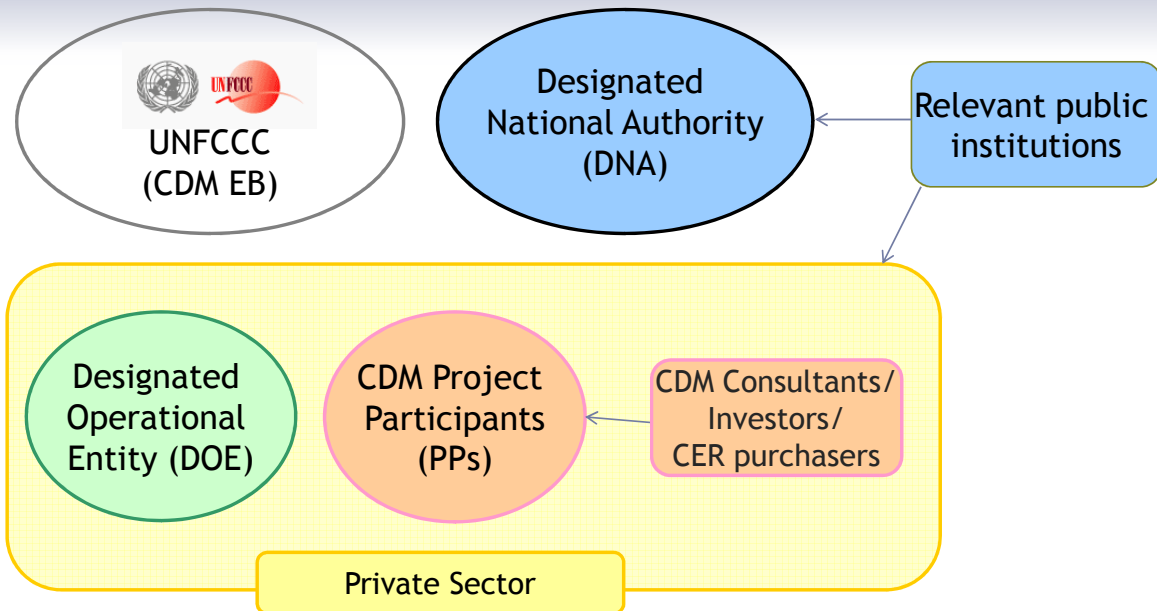 UNFCCC
UNFCCC
(CDM EB)
Designated
National Authority
(DNA)
Relevant public
institutions
Designated
Operational
Entity (DOE)
CDM Project
Participants
(PPs)
CDM Consultants/
Investors/
CER purchasers
Private Sector